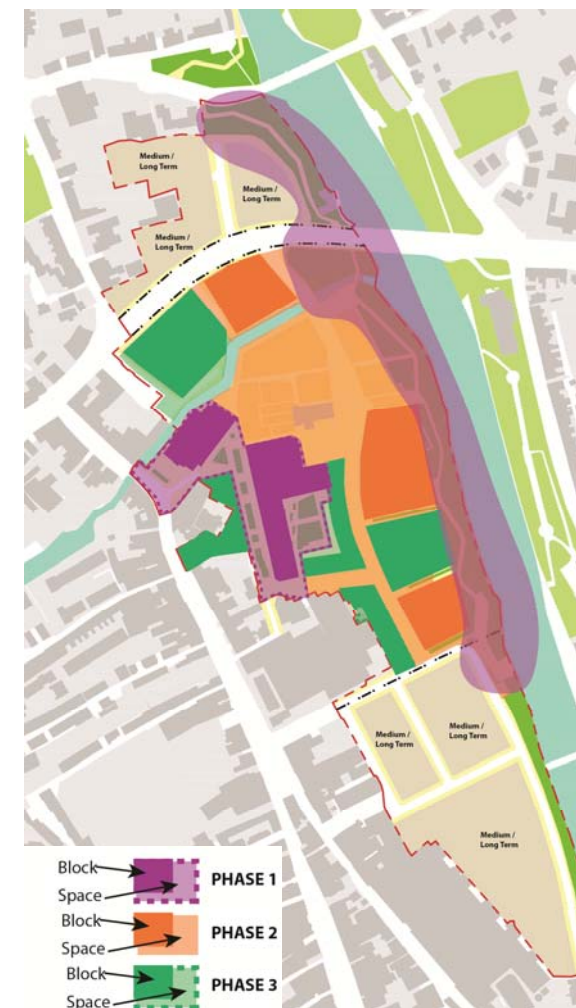 Medium /
Long Term
Medium /
Long Term
Medium /
Long Term
Medium /
Long Term
Medium /
Long Term
Medium /
Long Term
Block
Space
PHASE 1
Block
Space
PHASE 2
Block
Space
PHASE 3